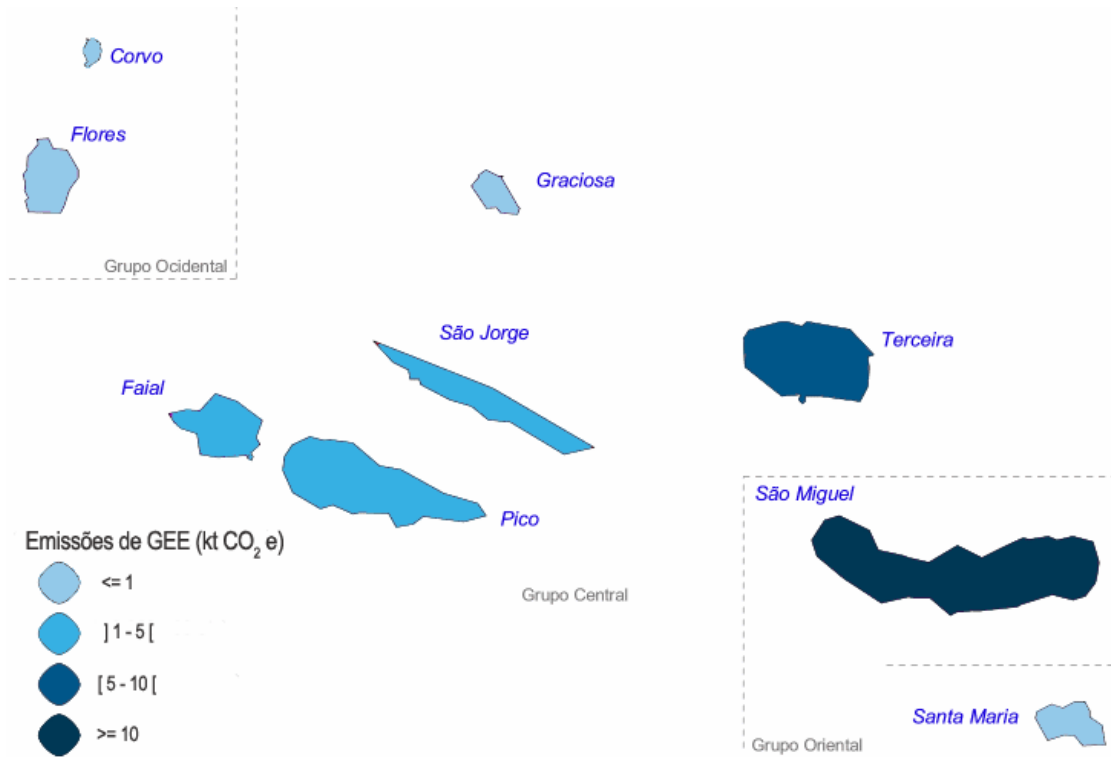 Corvo
Flores
Graciosa
Grupo Ocidental
São Jorge
Terceira
Faial
São Miguel
Pico
Emissões de GEE (kt CO₂ e)
<= 1
Grupo Central
] 1 - 5 [
[ 5 - 10 [
Santa Maria
>= 10
Grupo Oriental